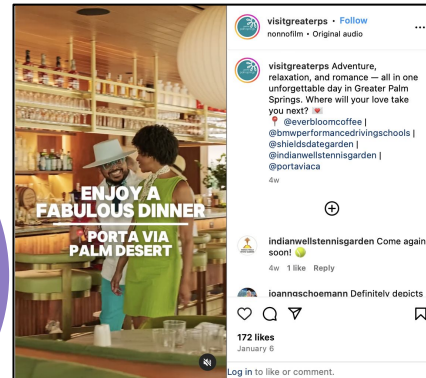 ENJOY A
FABULOUS DINNER
PORTA VIA
PALM DESERT
visitgreaterps • Follow
nonnofilm • Original audio
visitgreaterps Adventure,
relaxation, and romance — all in one
unforgettable day in Greater Palm
Springs. Where will your love take
you next? 💌
📍 @everbloomcoffee |
@bmwperformancedrivingschools |
@shieldsdategarden |
@indianwellstennisgarden |
@portaviaca
4w
indianwellstennisgarden Come again
soon! 🎾
4w 1 like Reply
joanngschoemann Definitely depicts
172 likes
January 6
Log in to like or comment.